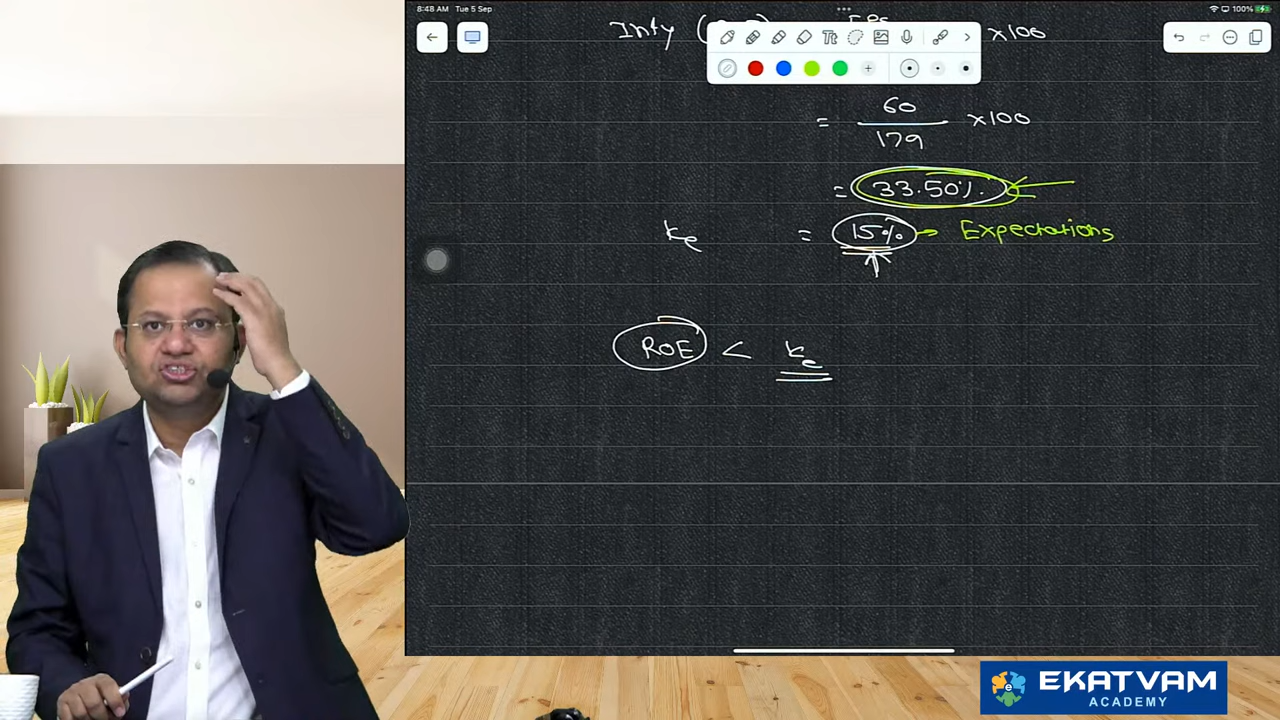 8:48 AM Tue 5 Sep
100%
Infy (
x100
= 60 / 179 x100
= 33.50%.
Ke = 15% → Expectations
ROE < Ke
EKATVAM
ACADEMY